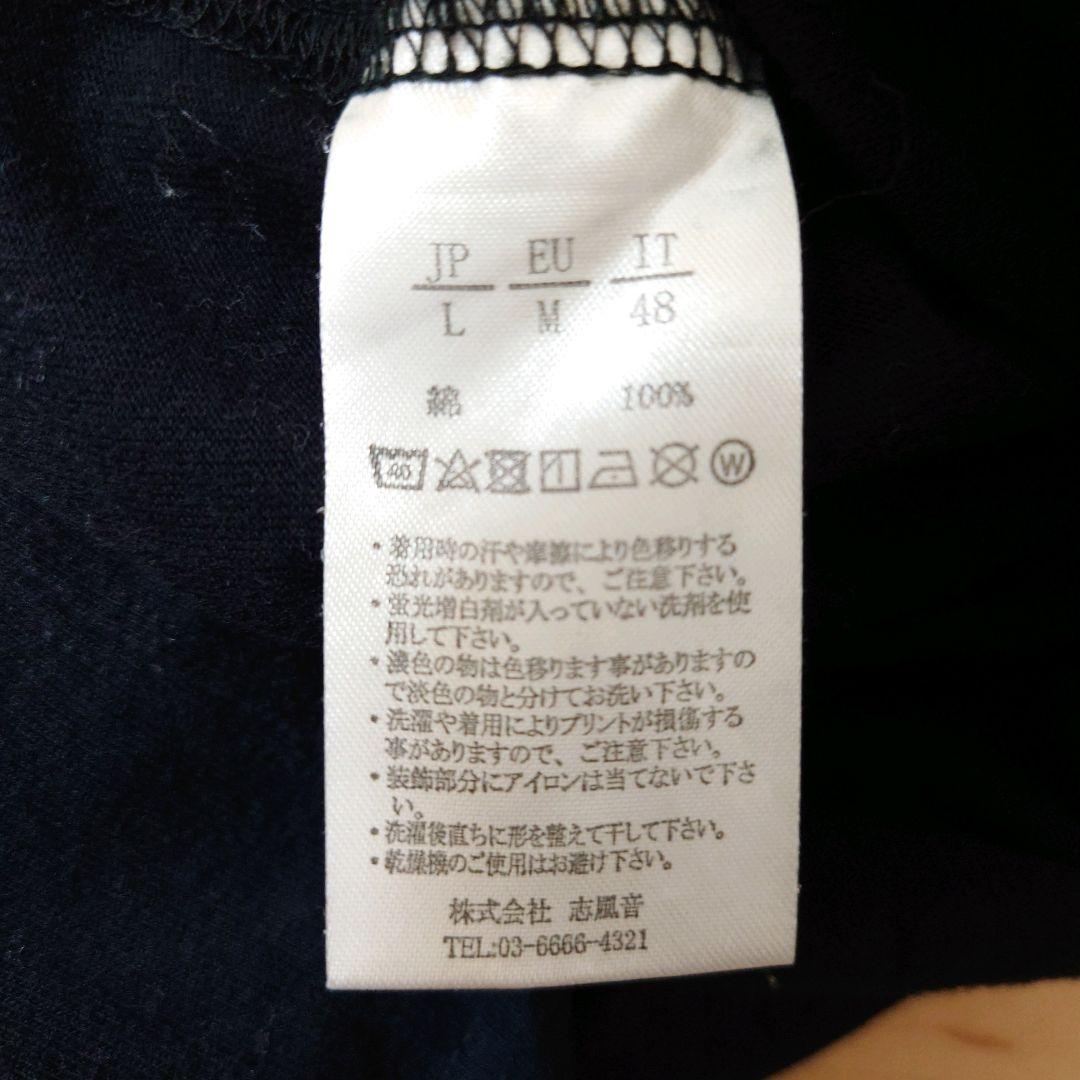 JP EU IT
L M 48
綿 100%
40 W
・着用時の汗や摩擦により色移りする
恐れがありますので、ご注意下さい。
・蛍光増白剤が入っていない洗剤を使
用して下さい。
・淺色の物は色移ります事がありますの
で淡色の物と分けてお洗い下さい。
・洗濯や着用によりプリントが損傷する
事がありますので、ご注意下さい。
・装飾部分にアイロンは当てないで下さ
い。
・洗濯後直ちに形を整えて干して下さい。
・乾燥機のご使用はお避け下さい。
株式会社 志風音
TEL:03-6666-4321